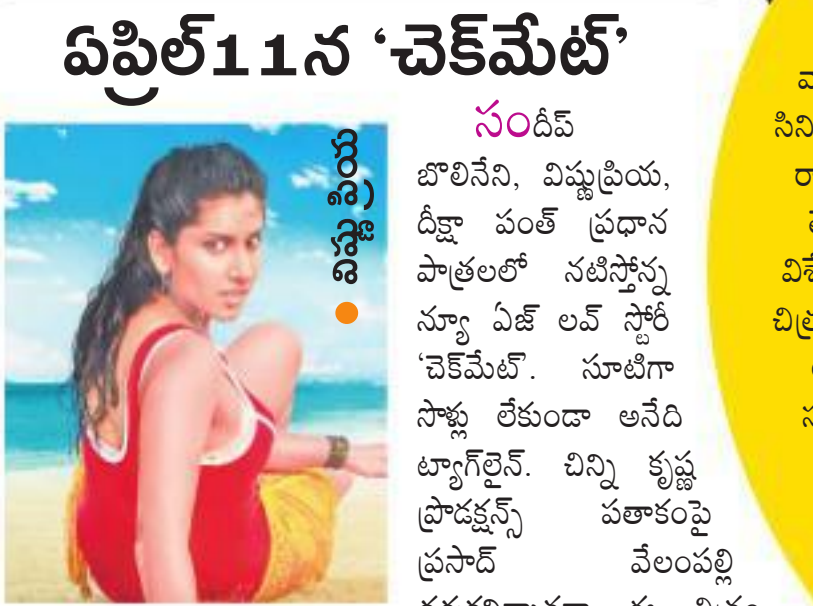 ఏప్రిల్11న ‘చెక్‌మేట్’
విష్ణు ప్రియ
సందీప్
బొలినేని, విష్ణుప్రియ,
దీక్షా పంత్ ప్రధాన
పాత్రలలో నటిస్తోన్న
న్యూ ఏజ్ లవ్ స్టోరీ
‘చెక్‌మేట్’. సూటిగా
సొళ్లు లేకుండా అనేది
ట్యాగ్‌లైన్. చిన్ని కృష్ణ
ప్రొడక్షన్స్ పతాకంపై
ప్రసాద్ వేలంపల్లి